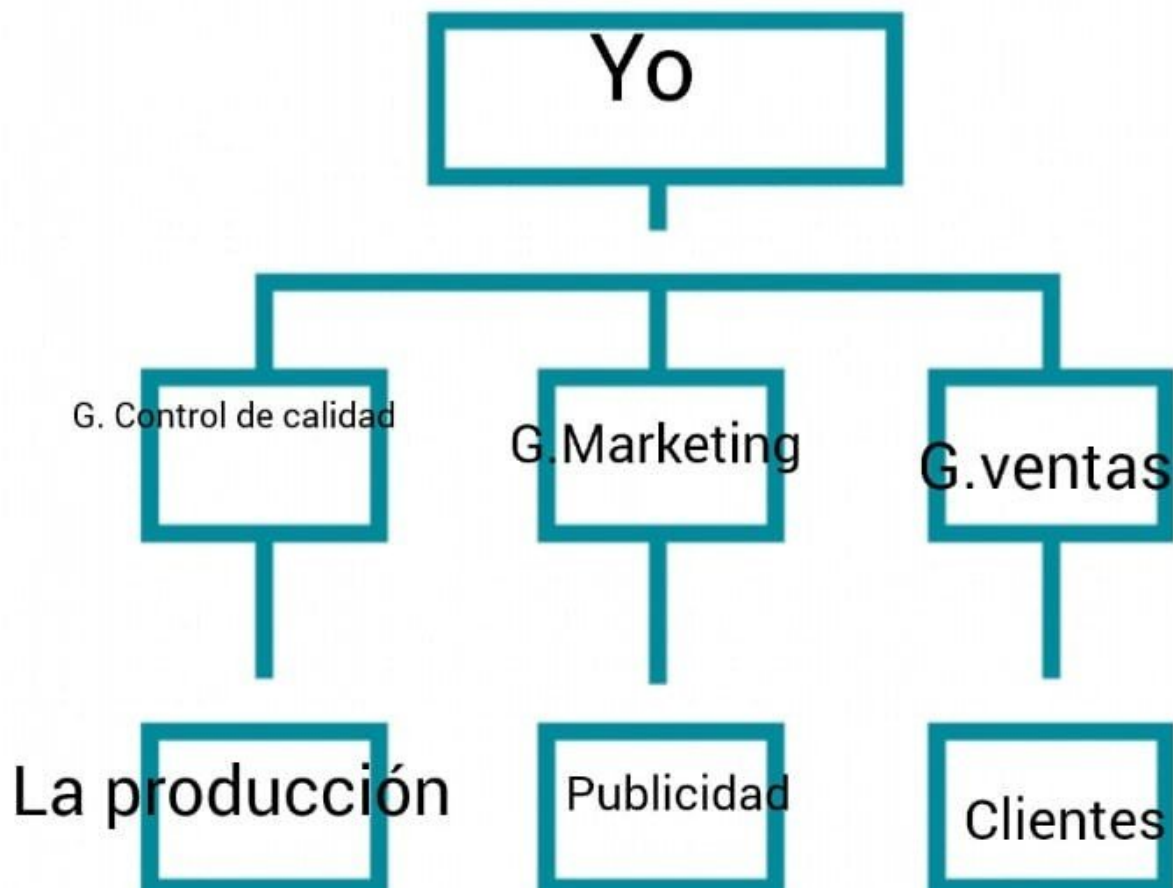 Yo
G. Control de calidad
G.Marketing
G.ventas
La producción
Publicidad
Clientes